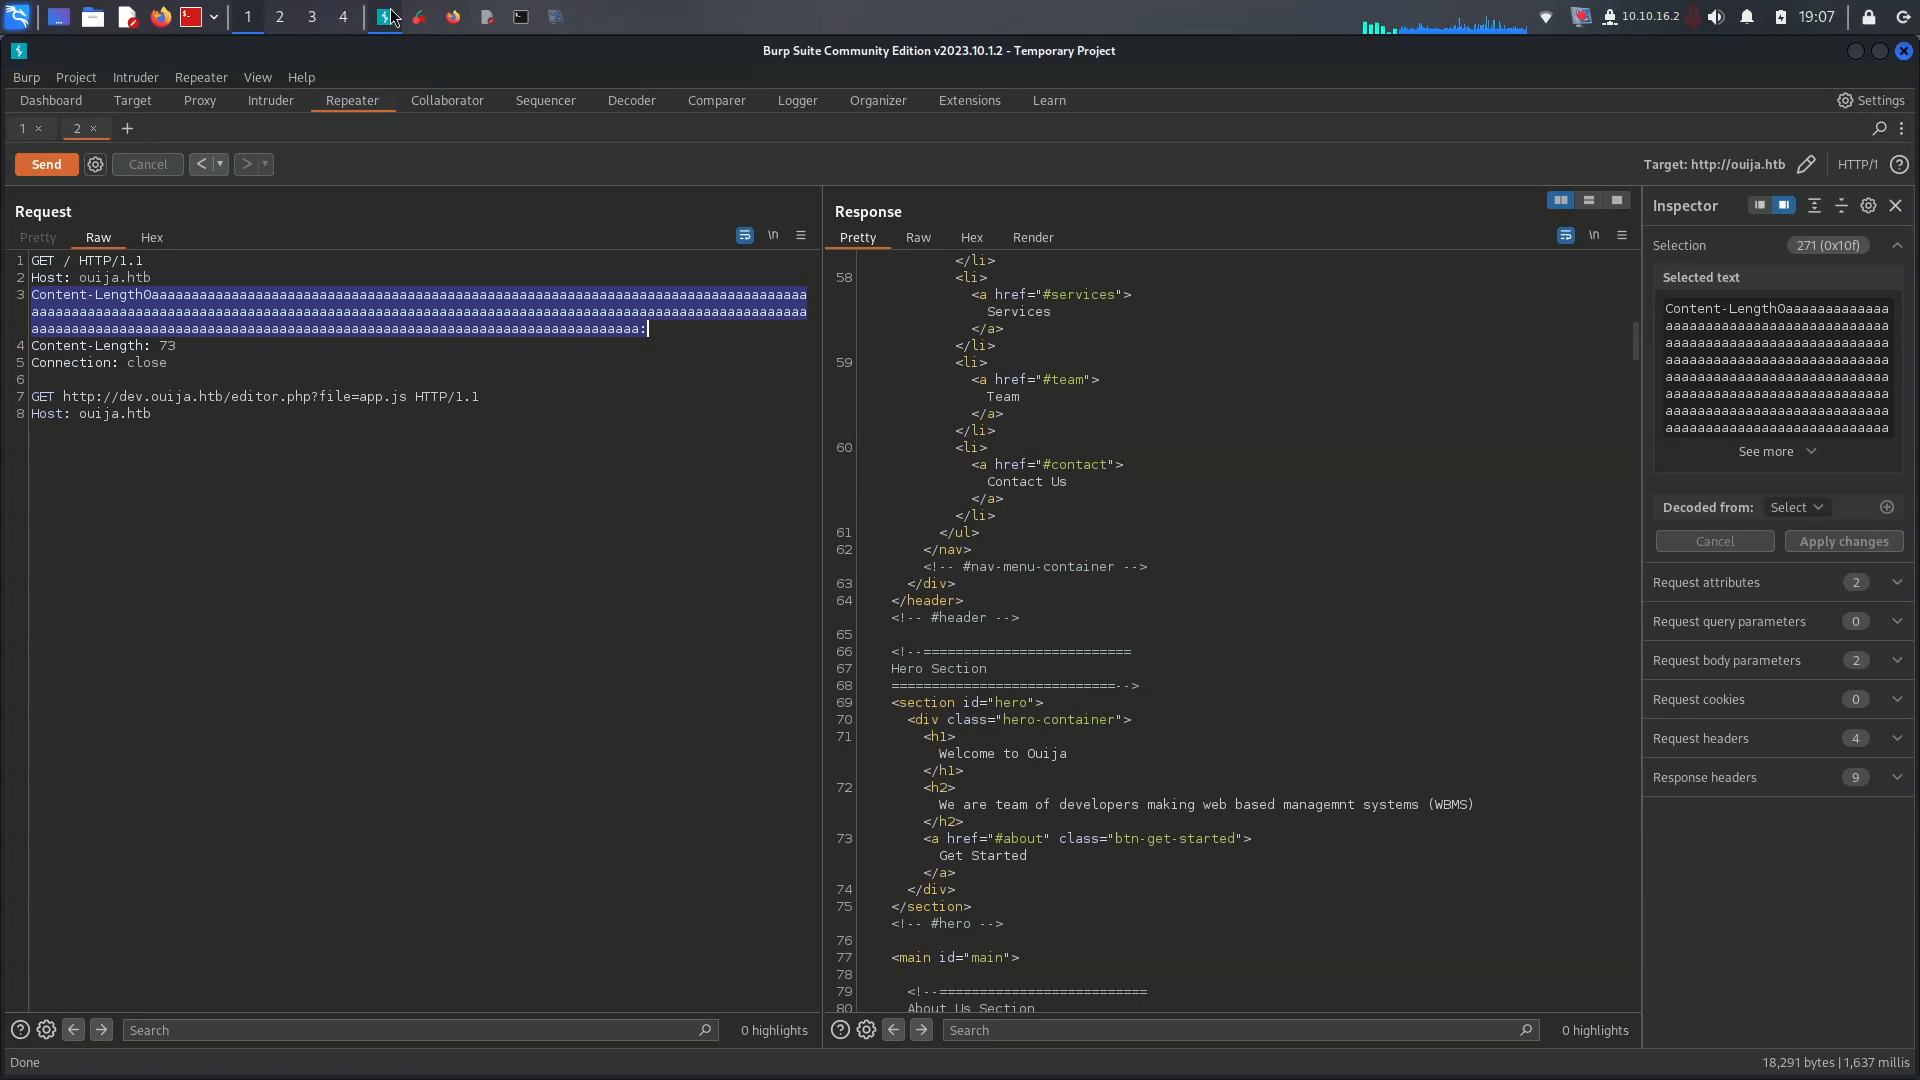 1
2
3
4
10.10.16.2
19:07
Burp Suite Community Edition v2023.10.1.2 - Temporary Project
Burp Project Intruder Repeater View Help
Dashboard Target Proxy Intruder Repeater Collaborator Sequencer Decoder Comparer Logger Organizer Extensions Learn
Settings
1 ×
2 ×
+
Send
Cancel
< >
Target: http://ouija.htb
HTTP/1
Request
Pretty Raw Hex
\n
1 GET / HTTP/1.1
2 Host: ouija.htb
4 Content-Length: 73
5 Connection: close
6
7 GET http://dev.ouija.htb/editor.php?file=app.js HTTP/1.1
8 Host: ouija.htb
Search
0 highlights
Response
Pretty Raw Hex Render
\n
</li>
58 <li>
<a href="#services">
Services
</a>
</li>
59 <li>
<a href="#team">
Team
</a>
</li>
60 <li>
<a href="#contact">
Contact Us
</a>
</li>
61 </ul>
62 </nav>
<!-- #nav-menu-container -->
63 </div>
64 </header>
<!-- #header -->
65
66 <!--==========================
67 Hero Section
68 ============================-->
69 <section id="hero">
70 <div class="hero-container">
71 <h1>
Welcome to Ouija
</h1>
72 <h2>
We are team of developers making web based managemnt systems (WBMS)
</h2>
73 <a href="#about" class="btn-get-started">
Get Started
</a>
74 </div>
75 </section>
<!-- #hero -->
76
77 <main id="main">
78
79 <!--==========================
80 About Us Section
Search
0 highlights
Inspector
Selection 271 (0x10f)
Selected text
See more
Decoded from: Select
Cancel
Apply changes
Request attributes 2
Request query parameters 0
Request body parameters 2
Request cookies 0
Request headers 4
Response headers 9
Done
18,291 bytes | 1,637 millis